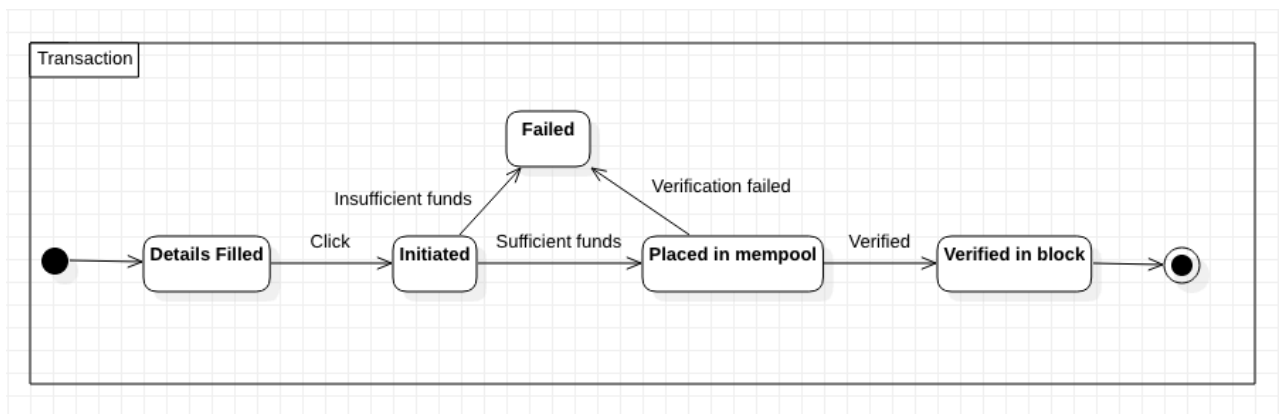 Transaction
Failed
Insufficient funds
Verification failed
Details Filled
Click
Initiated
Sufficient funds
Placed in mempool
Verified
Verified in block